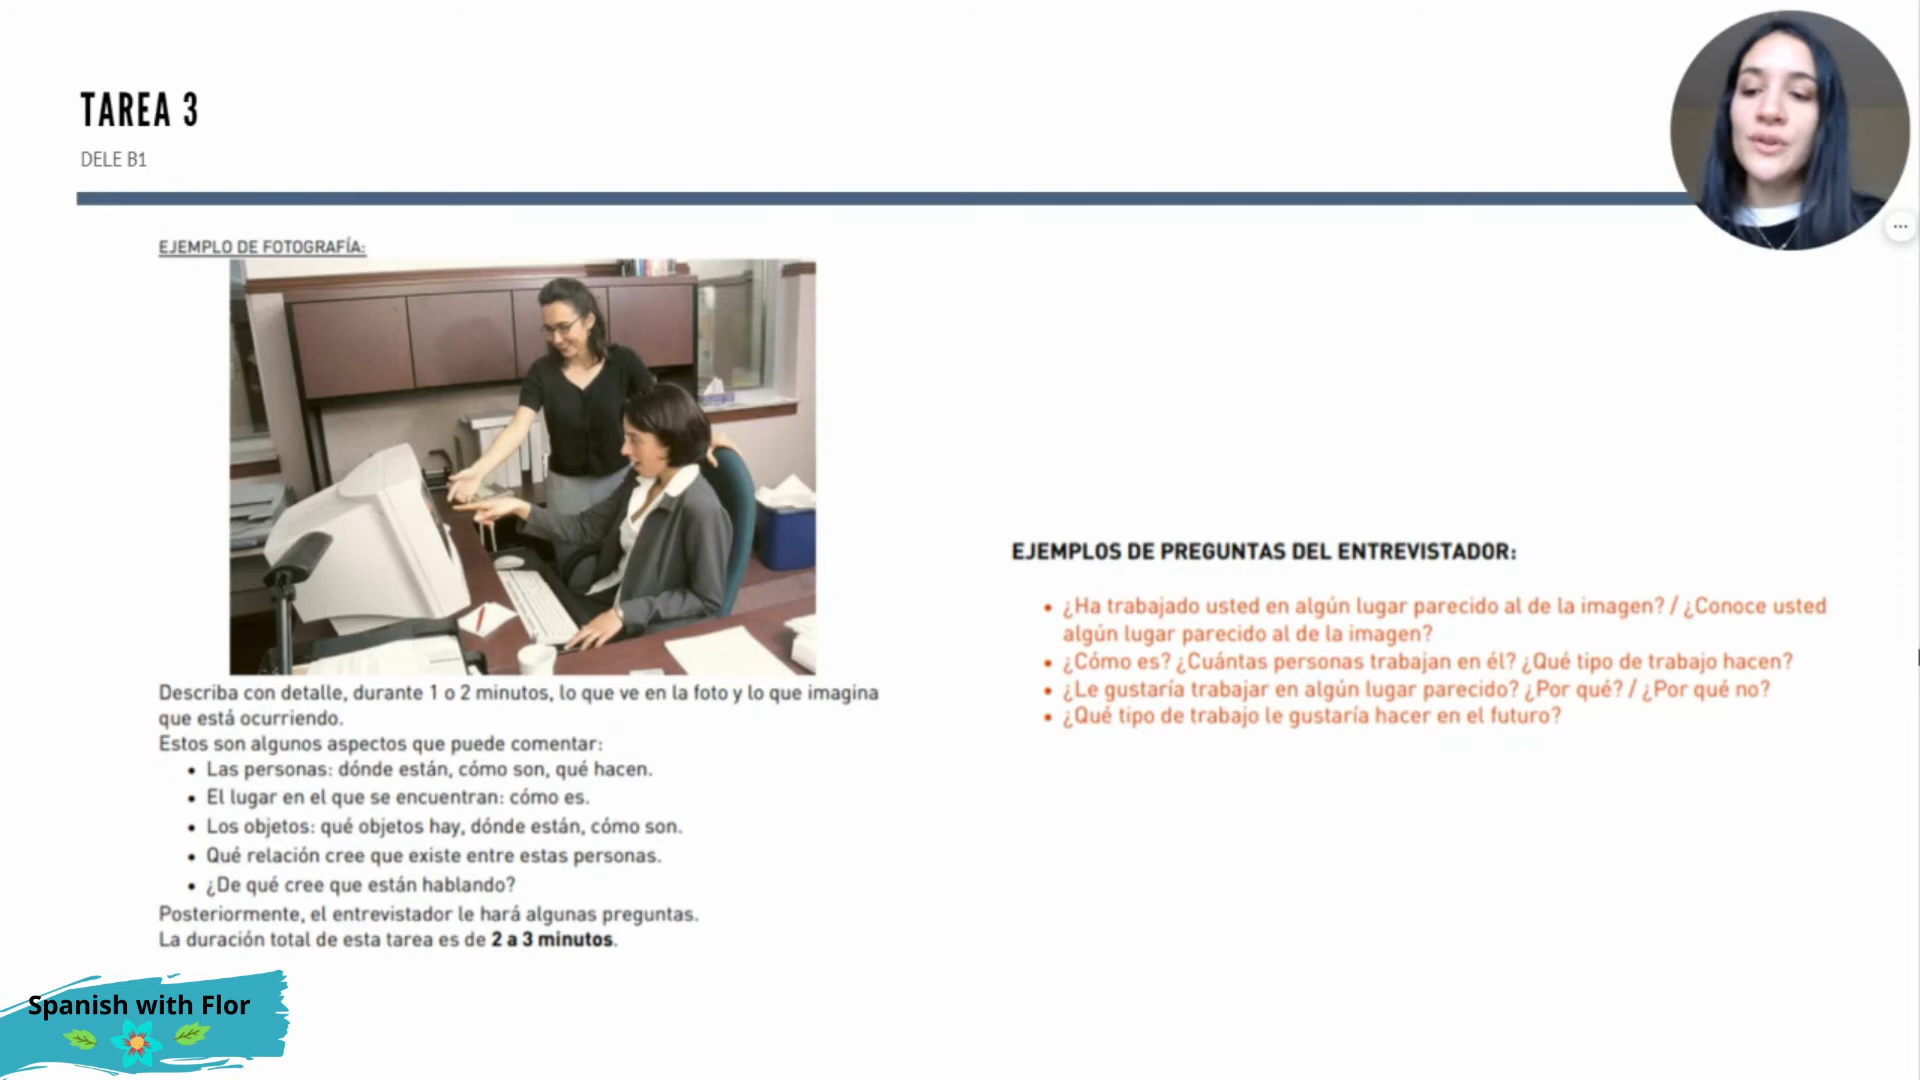 TAREA 3
DELE B1
EJEMPLO DE FOTOGRAFÍA:
Describa con detalle, durante 1 o 2 minutos, lo que ve en la foto y lo que imagina
que está ocurriendo.
Estos son algunos aspectos que puede comentar:
• Las personas: dónde están, cómo son, qué hacen.
• El lugar en el que se encuentran: cómo es.
• Los objetos: qué objetos hay, dónde están, cómo son.
• Qué relación cree que existe entre estas personas.
• ¿De qué cree que están hablando?
Posteriormente, el entrevistador le hará algunas preguntas.
La duración total de esta tarea es de 2 a 3 minutos.
EJEMPLOS DE PREGUNTAS DEL ENTREVISTADOR:
• ¿Ha trabajado usted en algún lugar parecido al de la imagen? / ¿Conoce usted
algún lugar parecido al de la imagen?
• ¿Cómo es? ¿Cuántas personas trabajan en él? ¿Qué tipo de trabajo hacen?
• ¿Le gustaría trabajar en algún lugar parecido? ¿Por qué? / ¿Por qué no?
• ¿Qué tipo de trabajo le gustaría hacer en el futuro?
Spanish with Flor